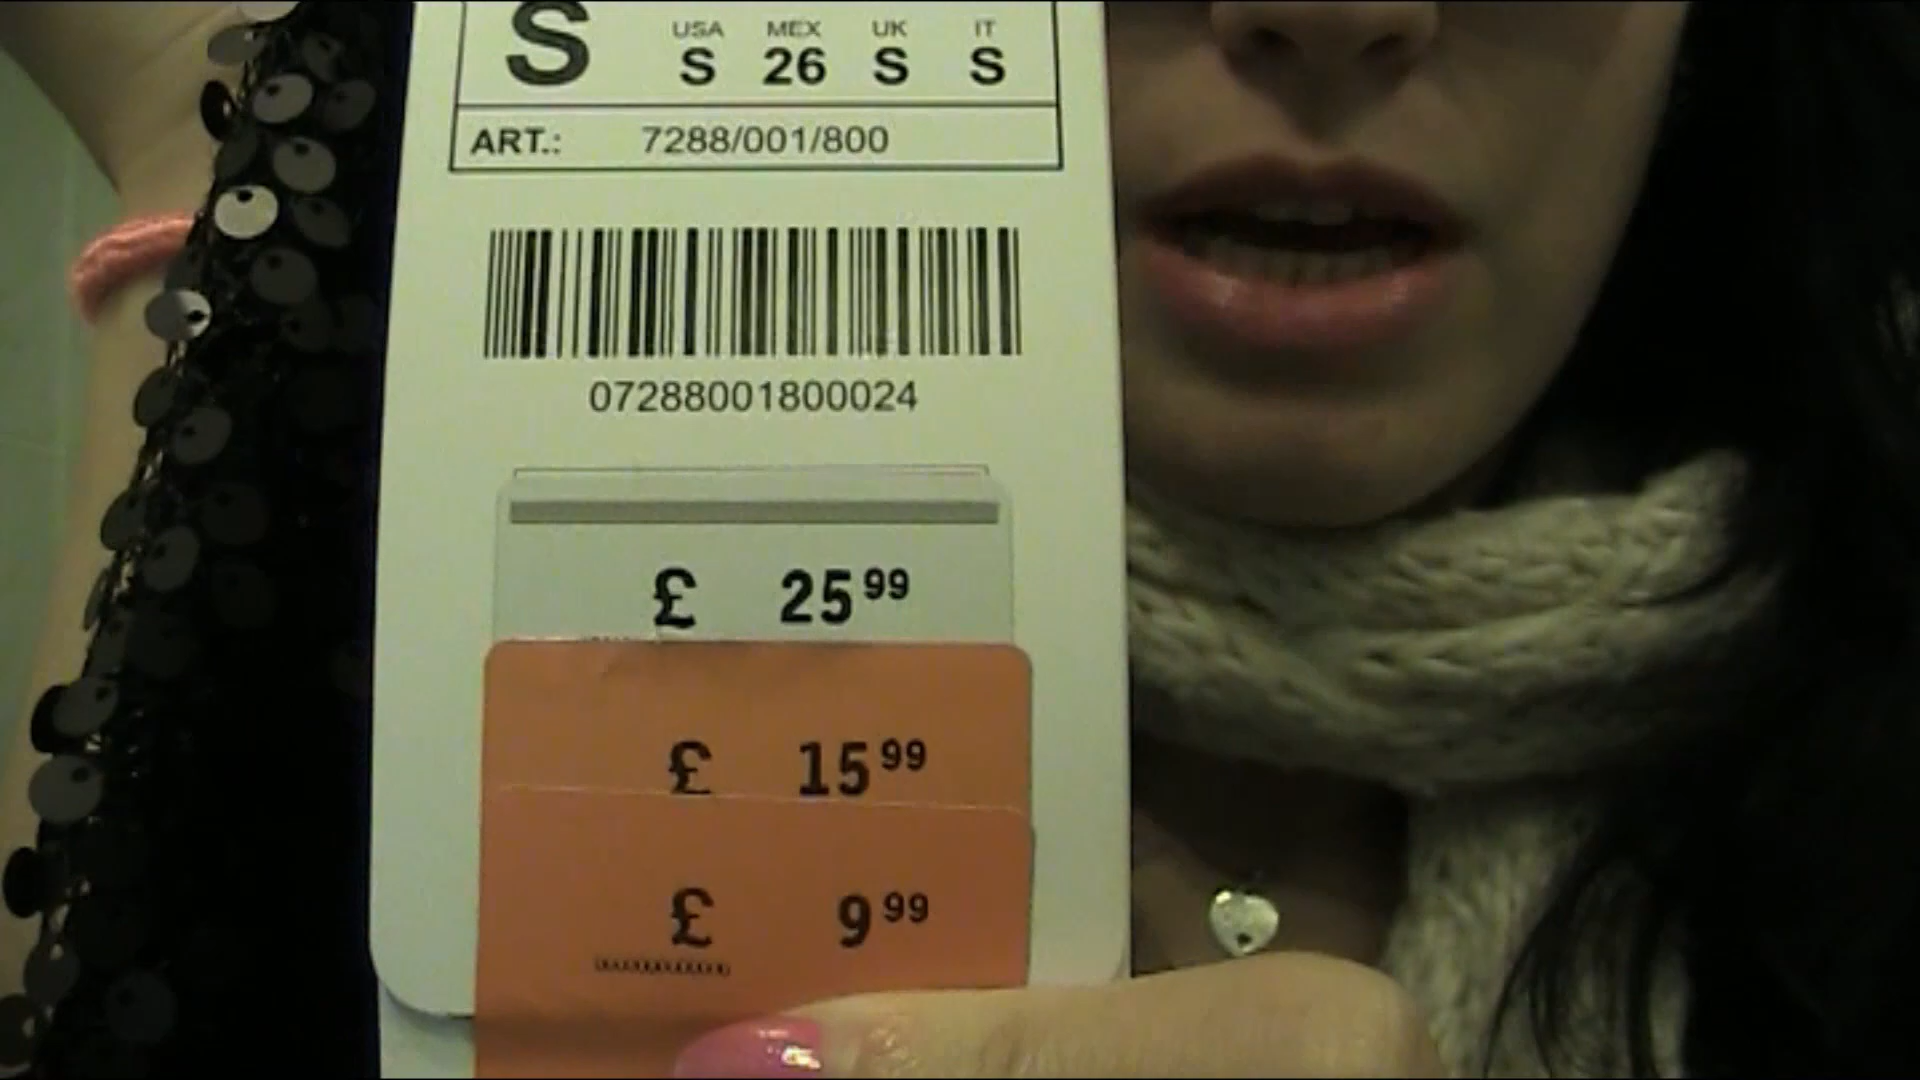 S
USA MEX UK IT
S 26 S S
ART.: 7288/001/800
07288001800024
£ 25 99
£ 15 99
£ 9 99